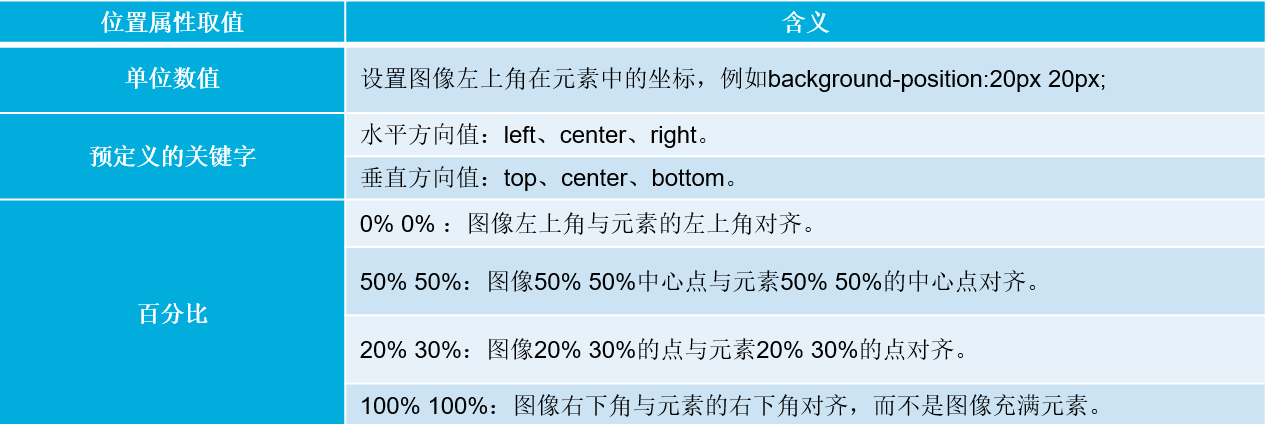 位置属性取值 含义
单位数值 设置图像左上角在元素中的坐标，例如background-position:20px 20px;
预定义的关键字 水平方向值：left、center、right。
垂直方向值：top、center、bottom。
百分比 0% 0% ：图像左上角与元素的左上角对齐。
50% 50%：图像50% 50%中心点与元素50% 50%的中心点对齐。
20% 30%：图像20% 30%的点与元素20% 30%的点对齐。
100% 100%：图像右下角与元素的右下角对齐，而不是图像充满元素。